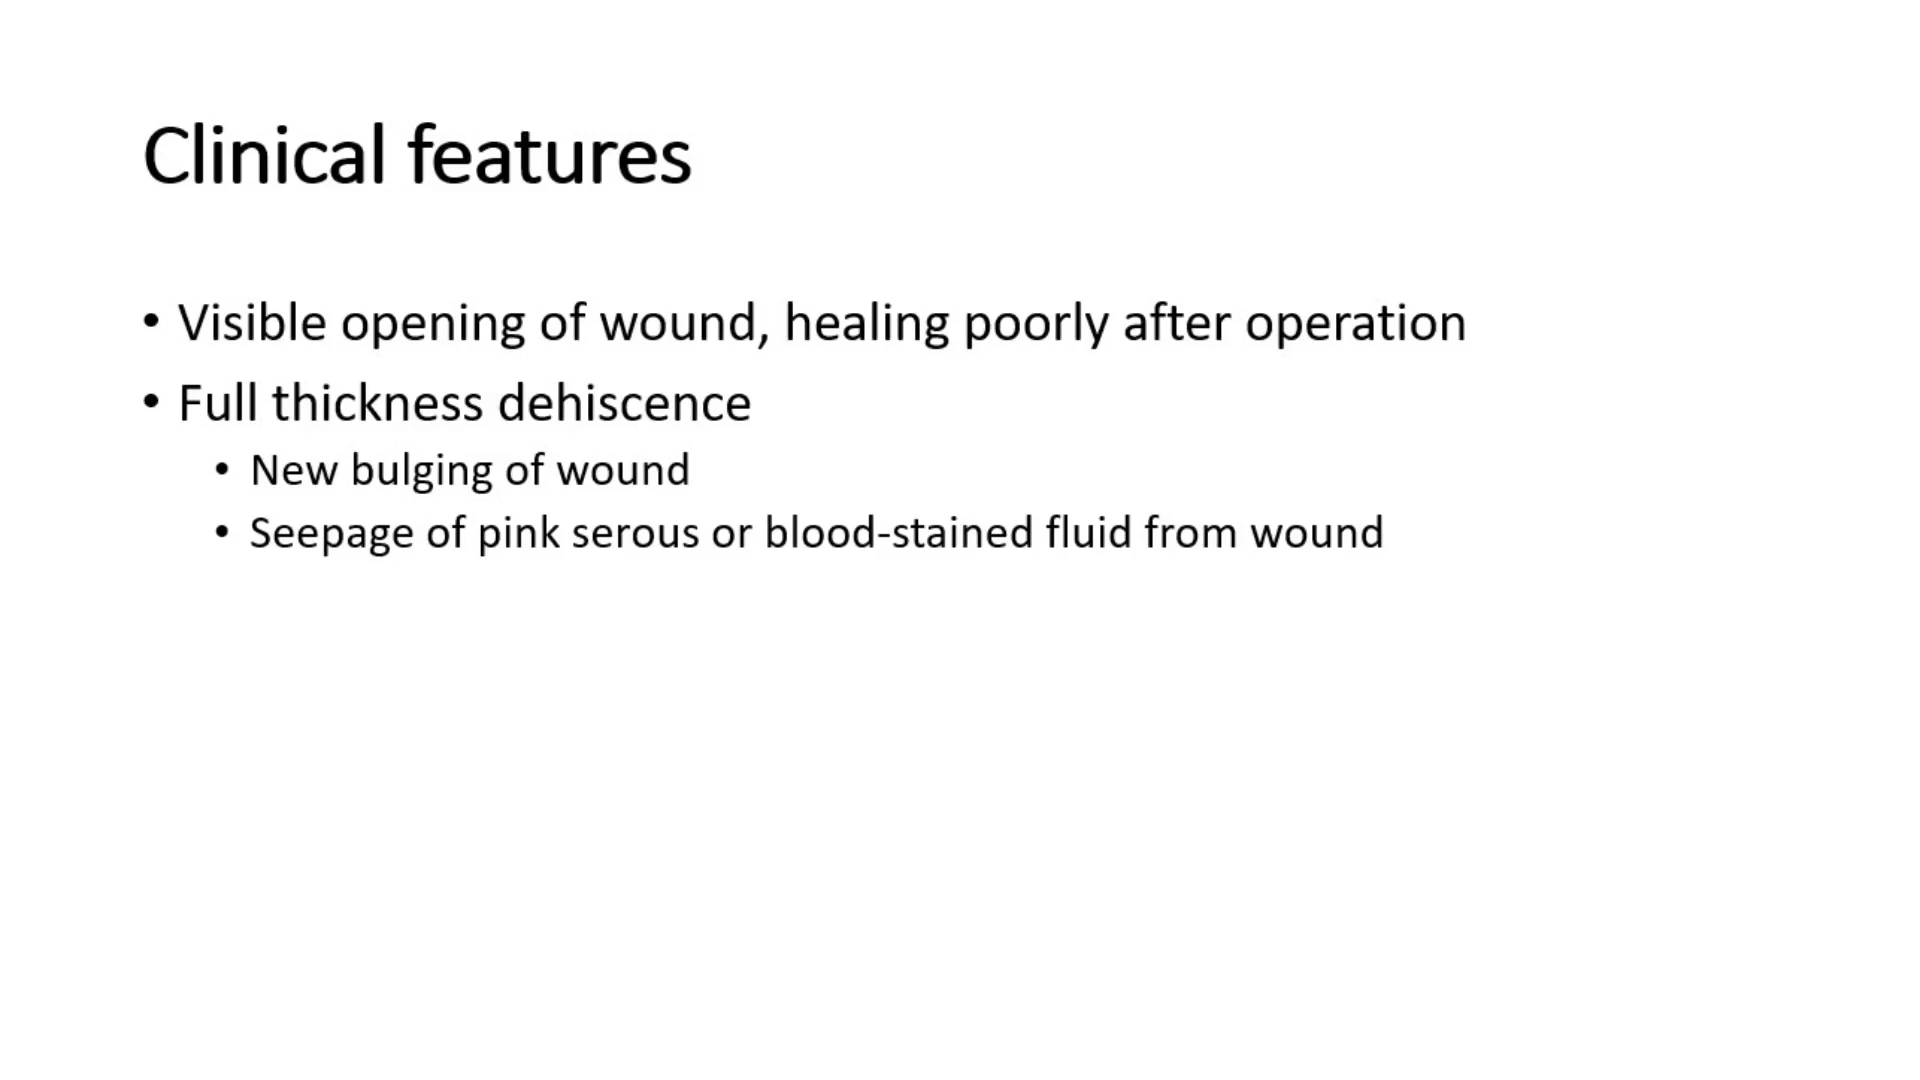 Clinical features
• Visible opening of wound, healing poorly after operation
• Full thickness dehiscence
• New bulging of wound
• Seepage of pink serous or blood-stained fluid from wound